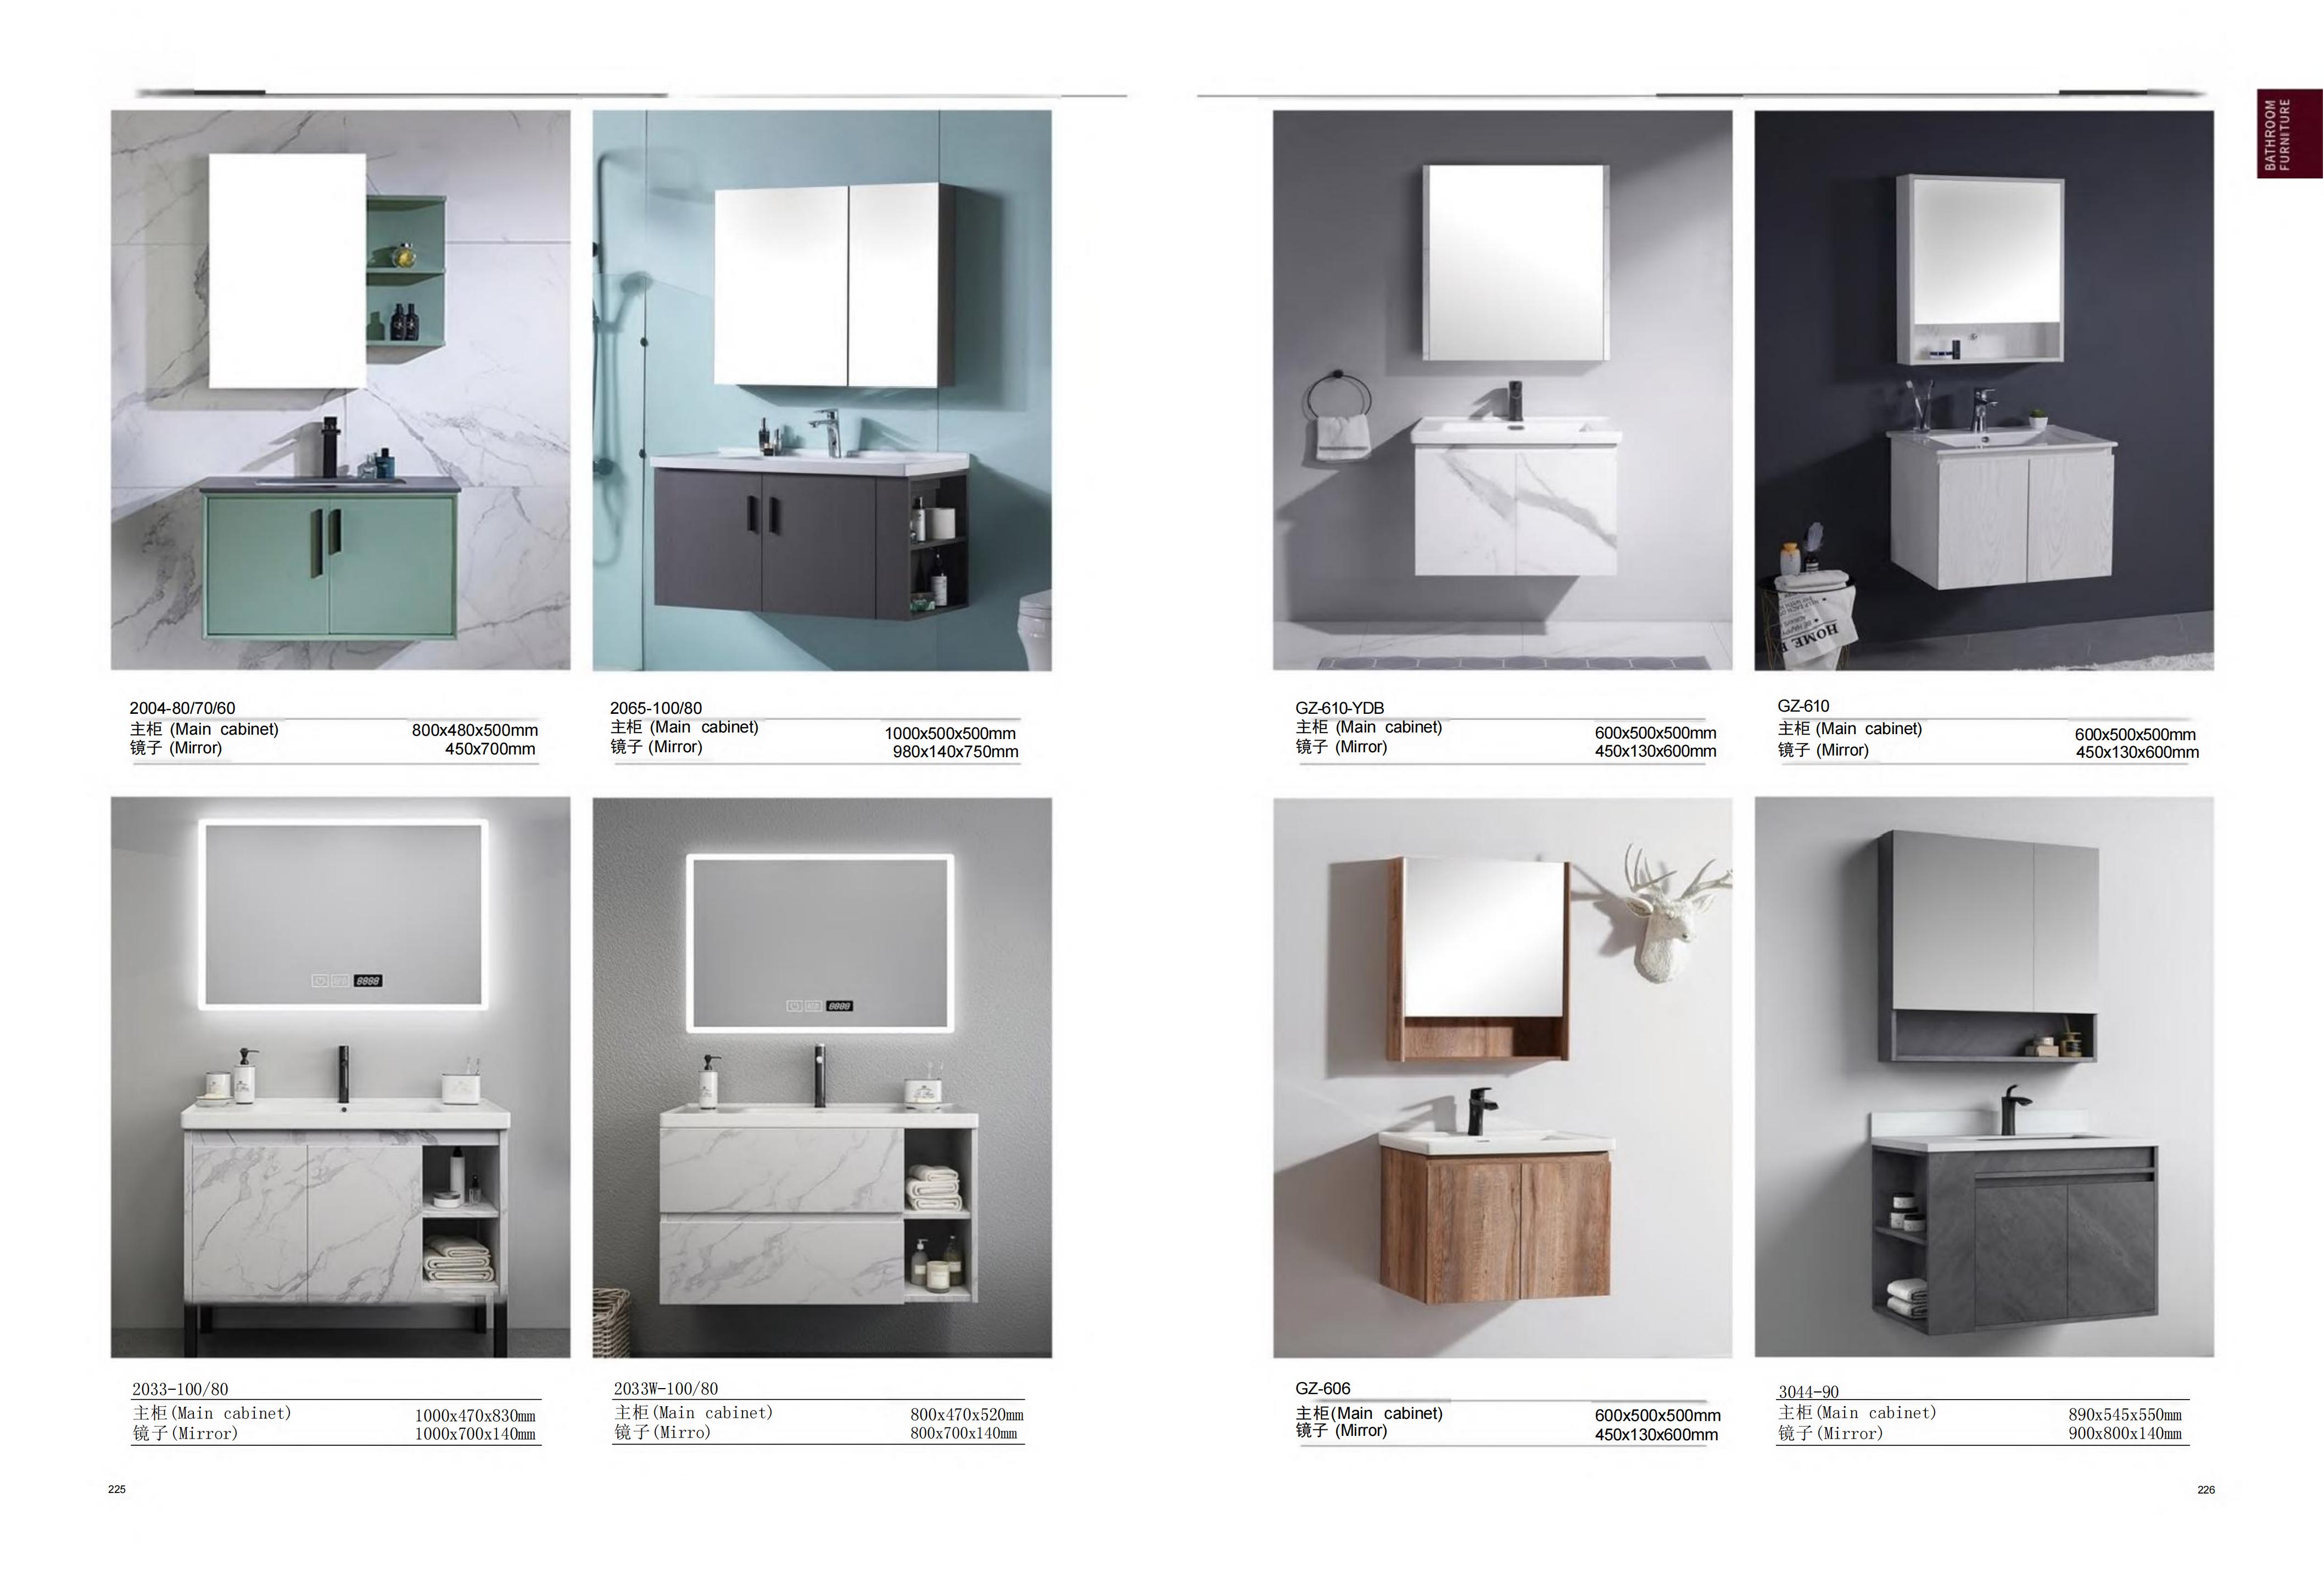 BATHROOM
FURNITURE
2004-80/70/60
主柜 (Main cabinet) 800x480x500mm
镜子 (Mirror) 450x700mm
2065-100/80
主柜 (Main cabinet) 1000x500x500mm
镜子 (Mirror) 980x140x750mm
GZ-610-YDB
主柜 (Main cabinet) 600x500x500mm
镜子 (Mirror) 450x130x600mm
GZ-610
主柜 (Main cabinet) 600x500x500mm
镜子 (Mirror) 450x130x600mm
HOME
8888
8888
2033-100/80
主柜(Main cabinet) 1000x470x830mm
镜子(Mirror) 1000x700x140mm
2033W-100/80
主柜(Main cabinet) 800x470x520mm
镜子(Mirro) 800x700x140mm
GZ-606
主柜(Main cabinet) 600x500x500mm
镜子 (Mirror) 450x130x600mm
3044-90
主柜(Main cabinet) 890x545x550mm
镜子(Mirror) 900x800x140mm
225
226